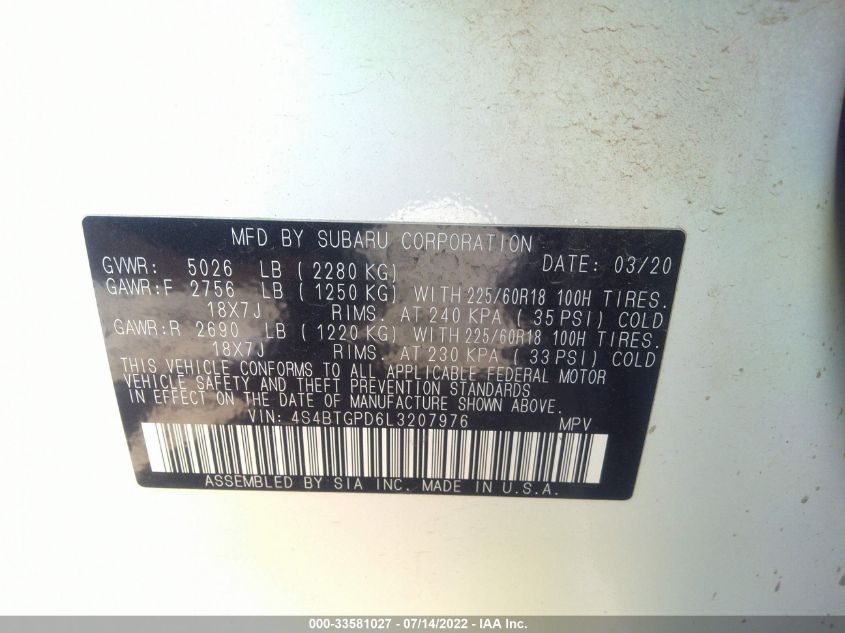 MFD BY SUBARU CORPORATION
GVWR: 5026 LB ( 2280 KG) DATE: 03/20
GAWR:F 2756 LB ( 1250 KG) WITH 225/60R18 100H TIRES.
18X7J RIMS. AT 240 KPA ( 35 PSI) COLD
GAWR:R 2690 LB ( 1220 KG) WITH 225/60R18 100H TIRES.
18X7J RIMS. AT 230 KPA ( 33 PSI) COLD
THIS VEHICLE CONFORMS TO ALL APPLICABLE FEDERAL MOTOR
VEHICLE SAFETY AND THEFT PREVENTION STANDARDS
IN EFFECT ON THE DATE OF MANUFACTURE SHOWN ABOVE.
VIN: 4S4BTGPD6L3207976 MPV
ASSEMBLED BY SIA INC. MADE IN U.S.A.
000-33581027 - 07/14/2022 - IAA Inc.